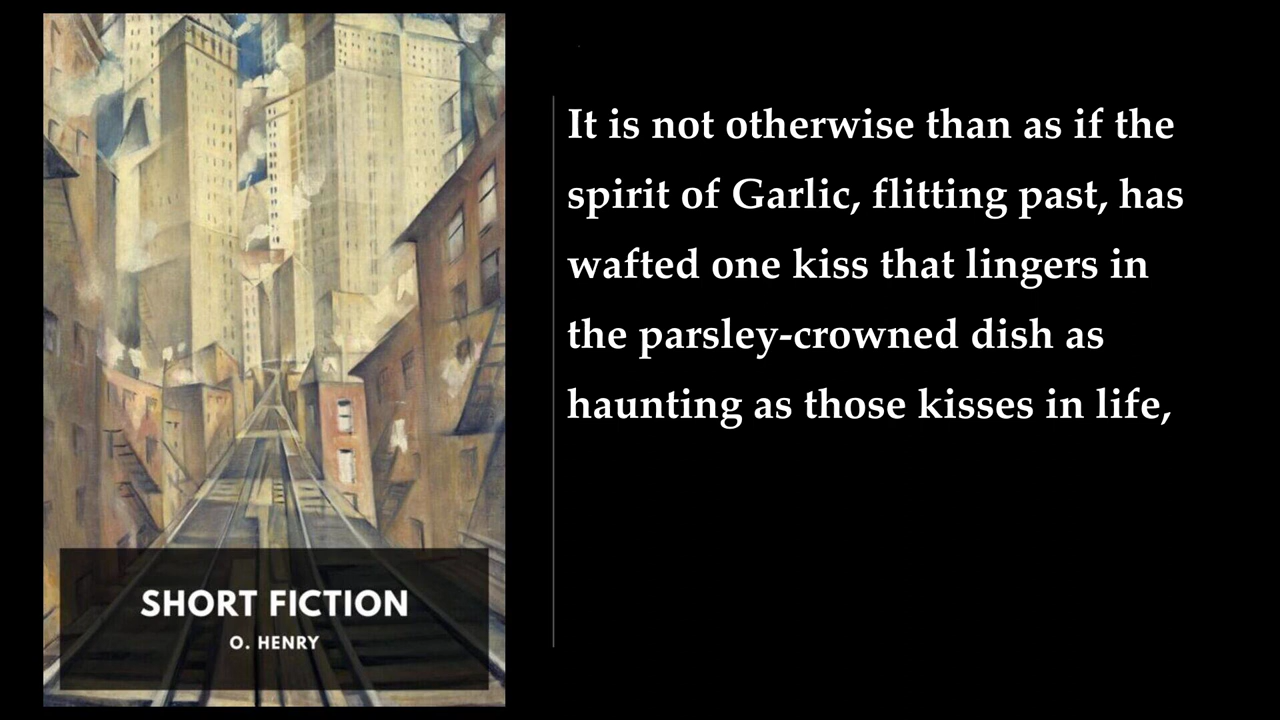 It is not otherwise than as if the
spirit of Garlic, flitting past, has
wafted one kiss that lingers in
the parsley-crowned dish as
haunting as those kisses in life,
SHORT FICTION
O. HENRY